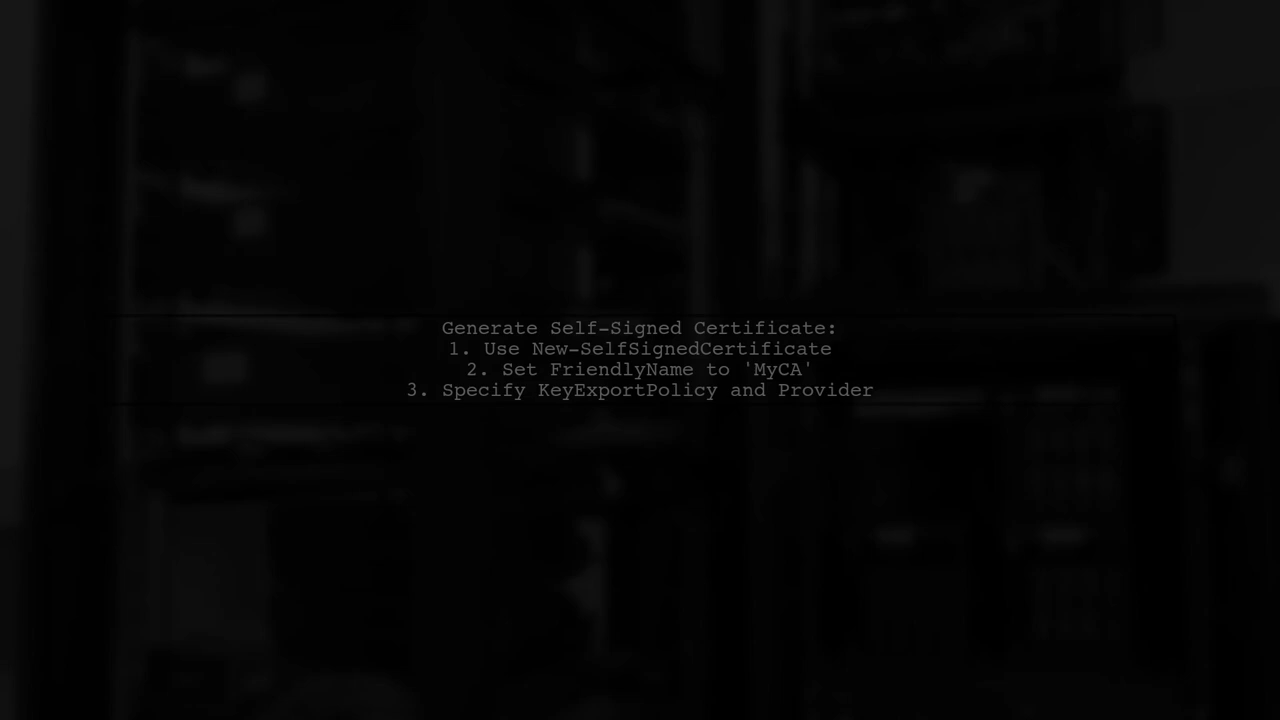 Generate Self-Signed Certificate:
1. Use New-SelfSignedCertificate
2. Set FriendlyName to 'MyCA'
3. Specify KeyExportPolicy and Provider